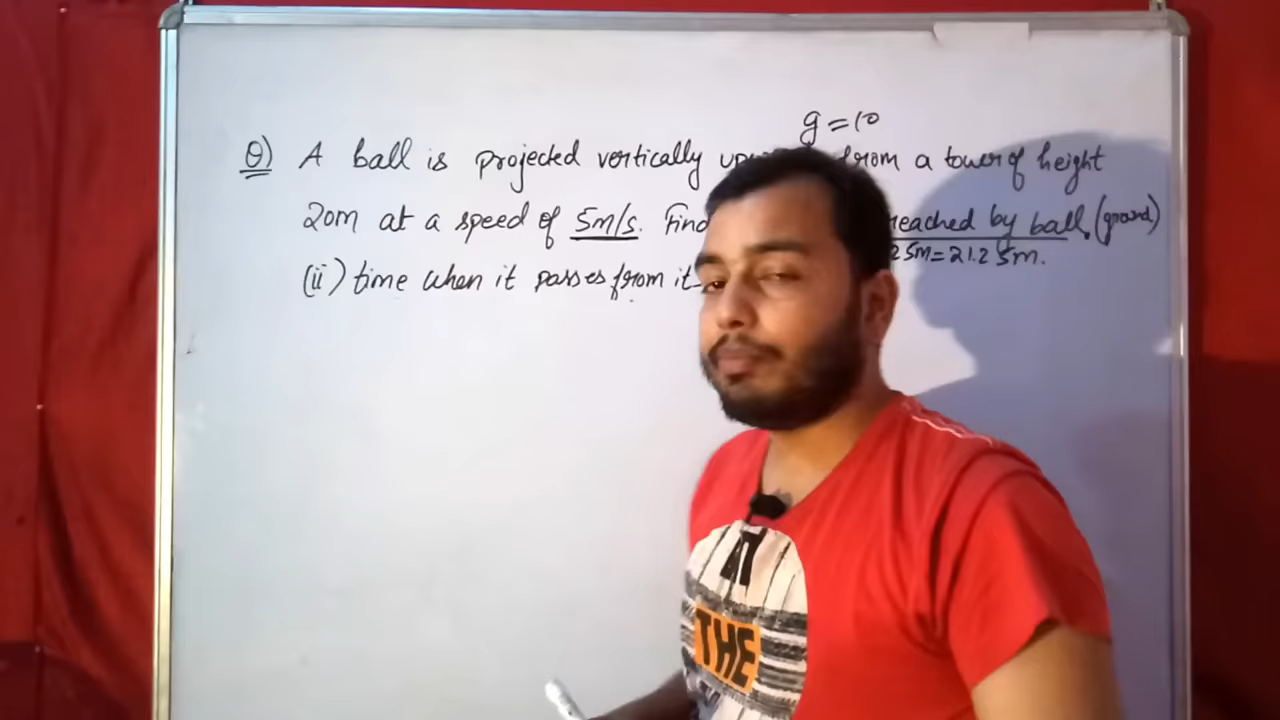 g = 10
Q) A ball is projected vertically from a tower of height
20m at a speed of 5m/s. Find reached by ball. (ground)
25m = 21.25m.
(ii) time when it passes from it
AT
THE